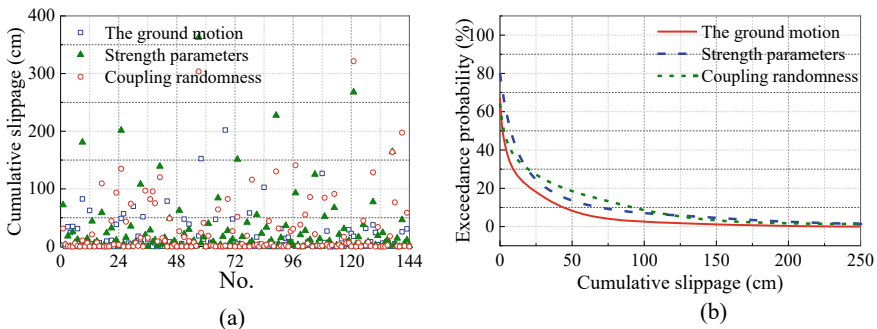 400
300
200
100
0
Cumulative slippage (cm)
The ground motion
Strength parameters
Coupling randomness
0 24 48 72 96 120 144
No.
(a)
100
80
60
40
20
0
Exceedance probability (%)
The ground motion
Strength parameters
Coupling randomness
0 50 100 150 200 250
Cumulative slippage (cm)
(b)